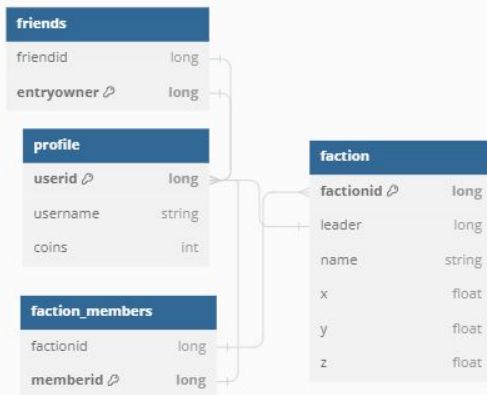 friends
friendid long
entryowner long
profile
userid long
username string
coins int
faction_members
factionid long
memberid long
faction
factionid long
leader long
name string
x float
y float
z float